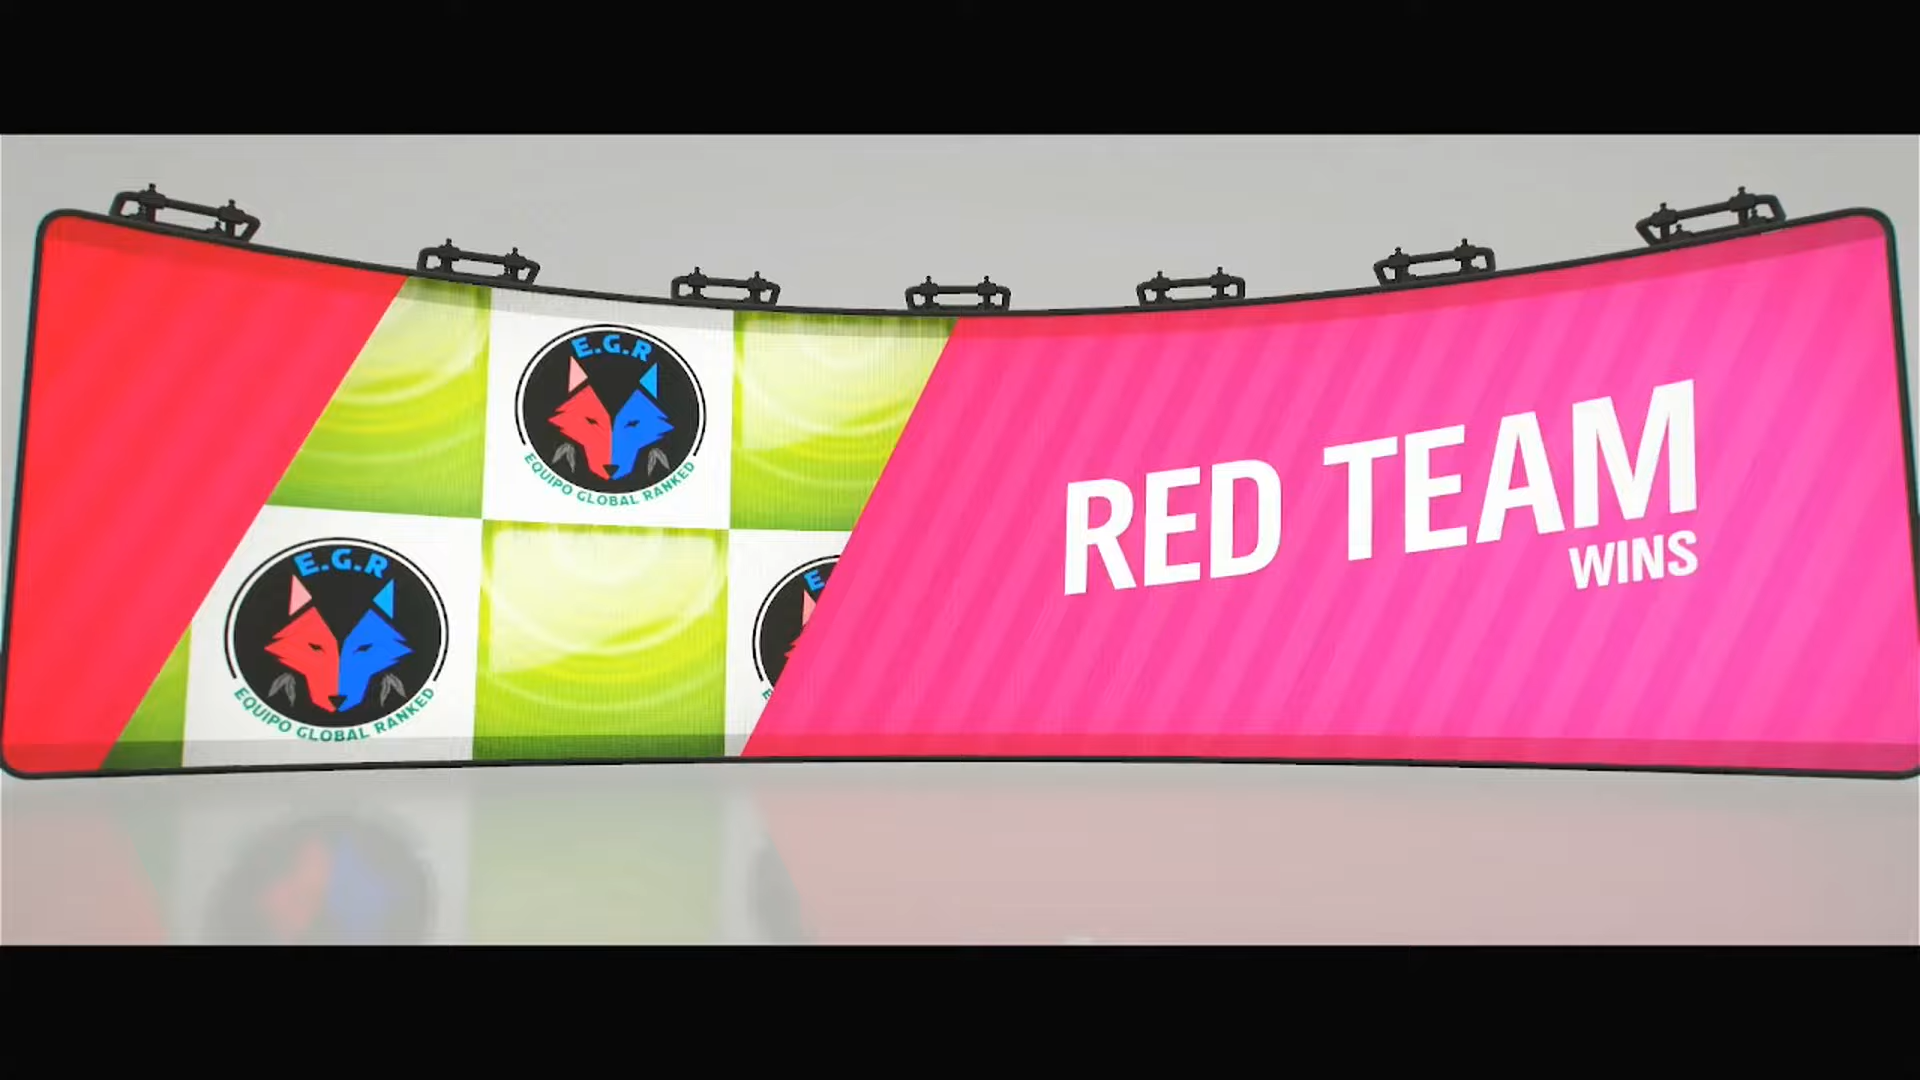 E.G.R
EQUIPO GLOBAL RANKED
E.G.R
EQUIPO GLOBAL RANKED
E
RED TEAM
WINS